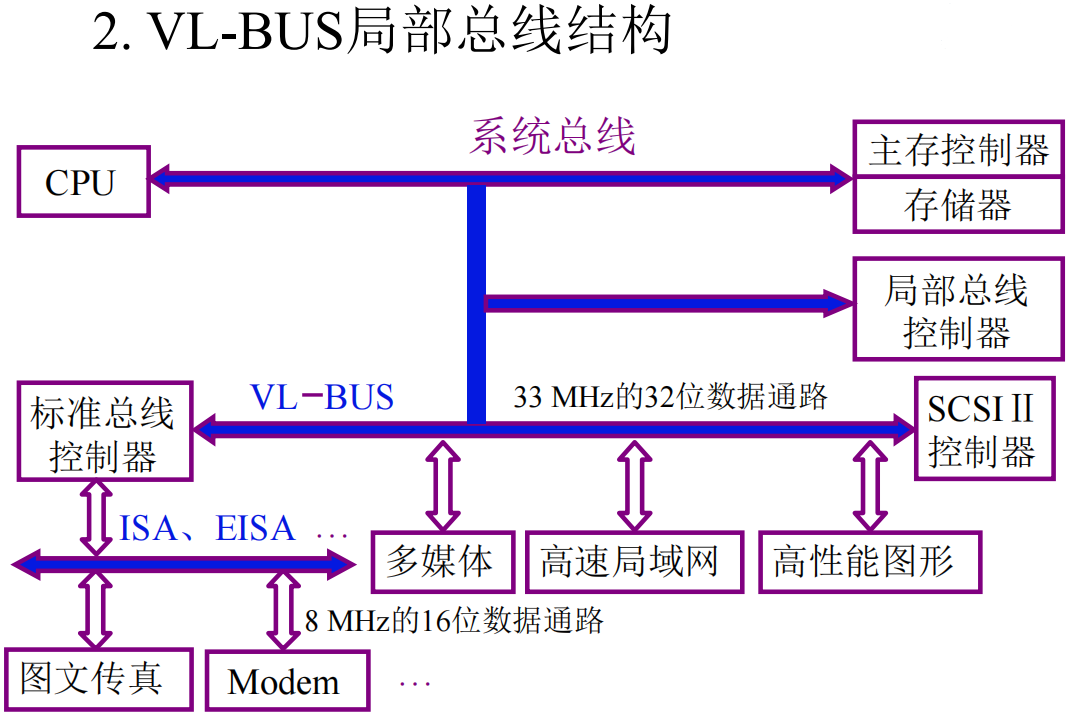 2. VL-BUS局部总线结构
系统总线
CPU
主存控制器
存储器
局部总线
控制器
VL-BUS
33 MHz的32位数据通路
标准总线
控制器
SCSI II
控制器
ISA、EISA …
多媒体
高速局域网
高性能图形
8 MHz的16位数据通路
图文传真
Modem
…